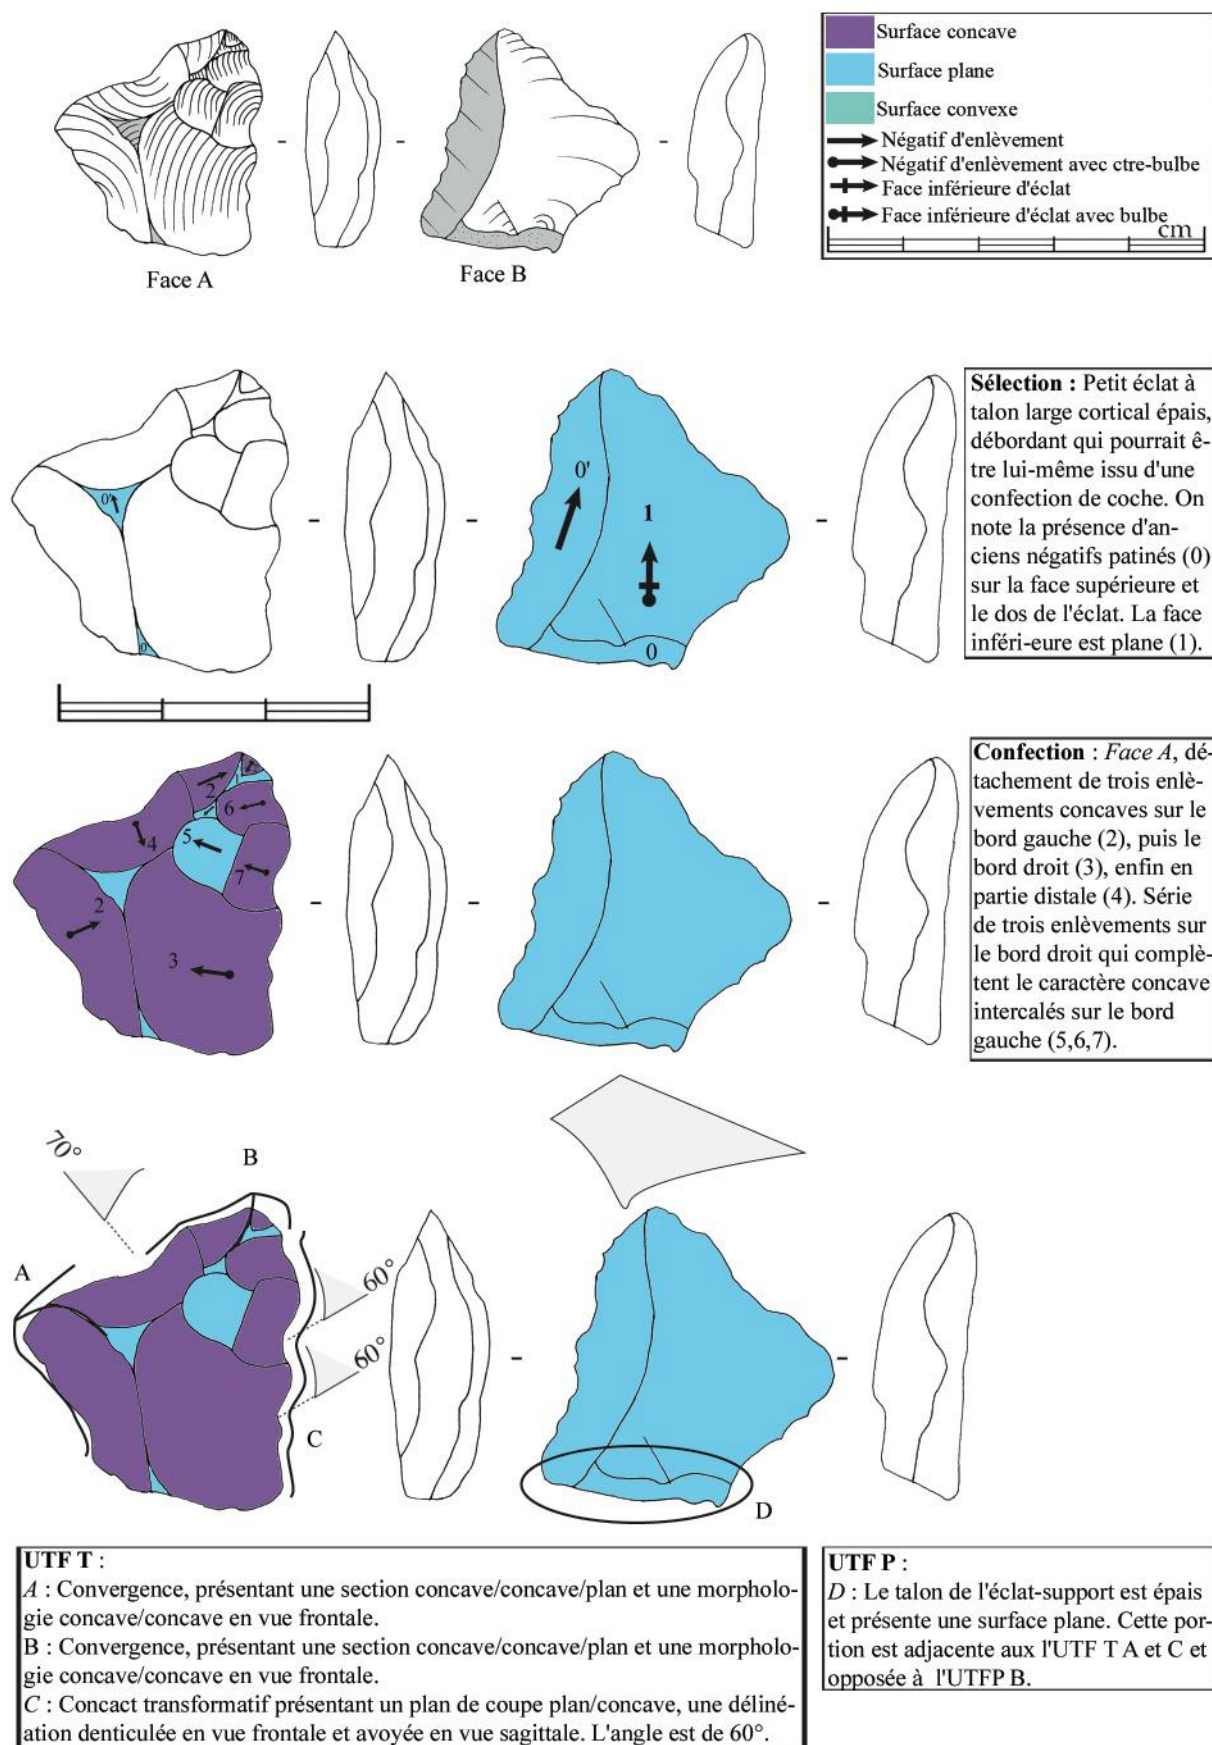 Surface concave
Surface plane
Surface convexe
Négatif d'enlèvement
Négatif d'enlèvement avec ctre-bulbe
Face inférieure d'éclat
Face inférieure d'éclat avec bulbe
cm
Face A
Face B
0'
0'
1
0
0'
Sélection : Petit éclat à
talon large cortical épais,
débordant qui pourrait ê-
tre lui-même issu d'une
confection de coche. On
note la présence d'an-
ciens négatifs patinés (0)
sur la face supérieure et
le dos de l'éclat. La face
inféri-eure est plane (1).
2
6
4
5
7
2
3
Confection : Face A, dé-
tachement de trois enlè-
vements concaves sur le
bord gauche (2), puis le
bord droit (3), enfin en
partie distale (4). Série
de trois enlèvements sur
le bord droit qui complè-
tent le caractère concave
intercalés sur le bord
gauche (5,6,7).
70°
B
A
60°
60°
C
D
UTF T :
A : Convergence, présentant une section concave/concave/plan et une morpholo-
gie concave/concave en vue frontale.
B : Convergence, présentant une section concave/concave/plan et une morpholo-
gie concave/concave en vue frontale.
C : Concact transformatif présentant un plan de coupe plan/concave, une déliné-
ation denticulée en vue frontale et avoyée en vue sagittale. L'angle est de 60°.
UTF P :
D : Le talon de l'éclat-support est épais
et présente une surface plane. Cette por-
tion est adjacente aux l'UTF T A et C et
opposée à l'UTFP B.